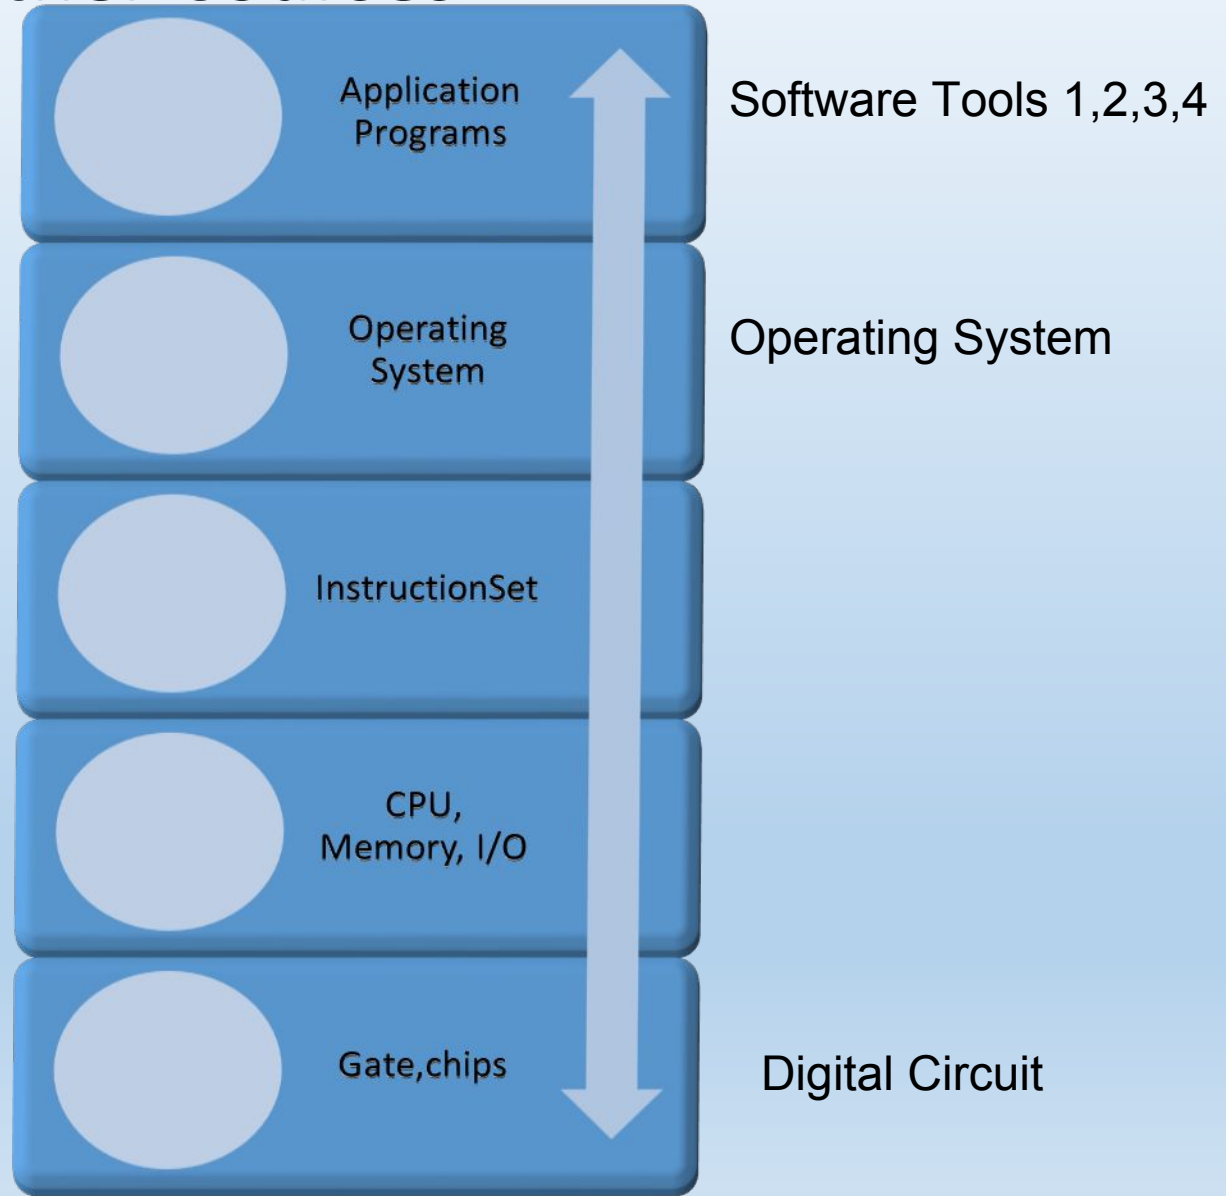 Application
Programs
Software Tools 1,2,3,4
Operating
System
Operating System
InstructionSet
CPU,
Memory, I/O
Gate,chips
Digital Circuit